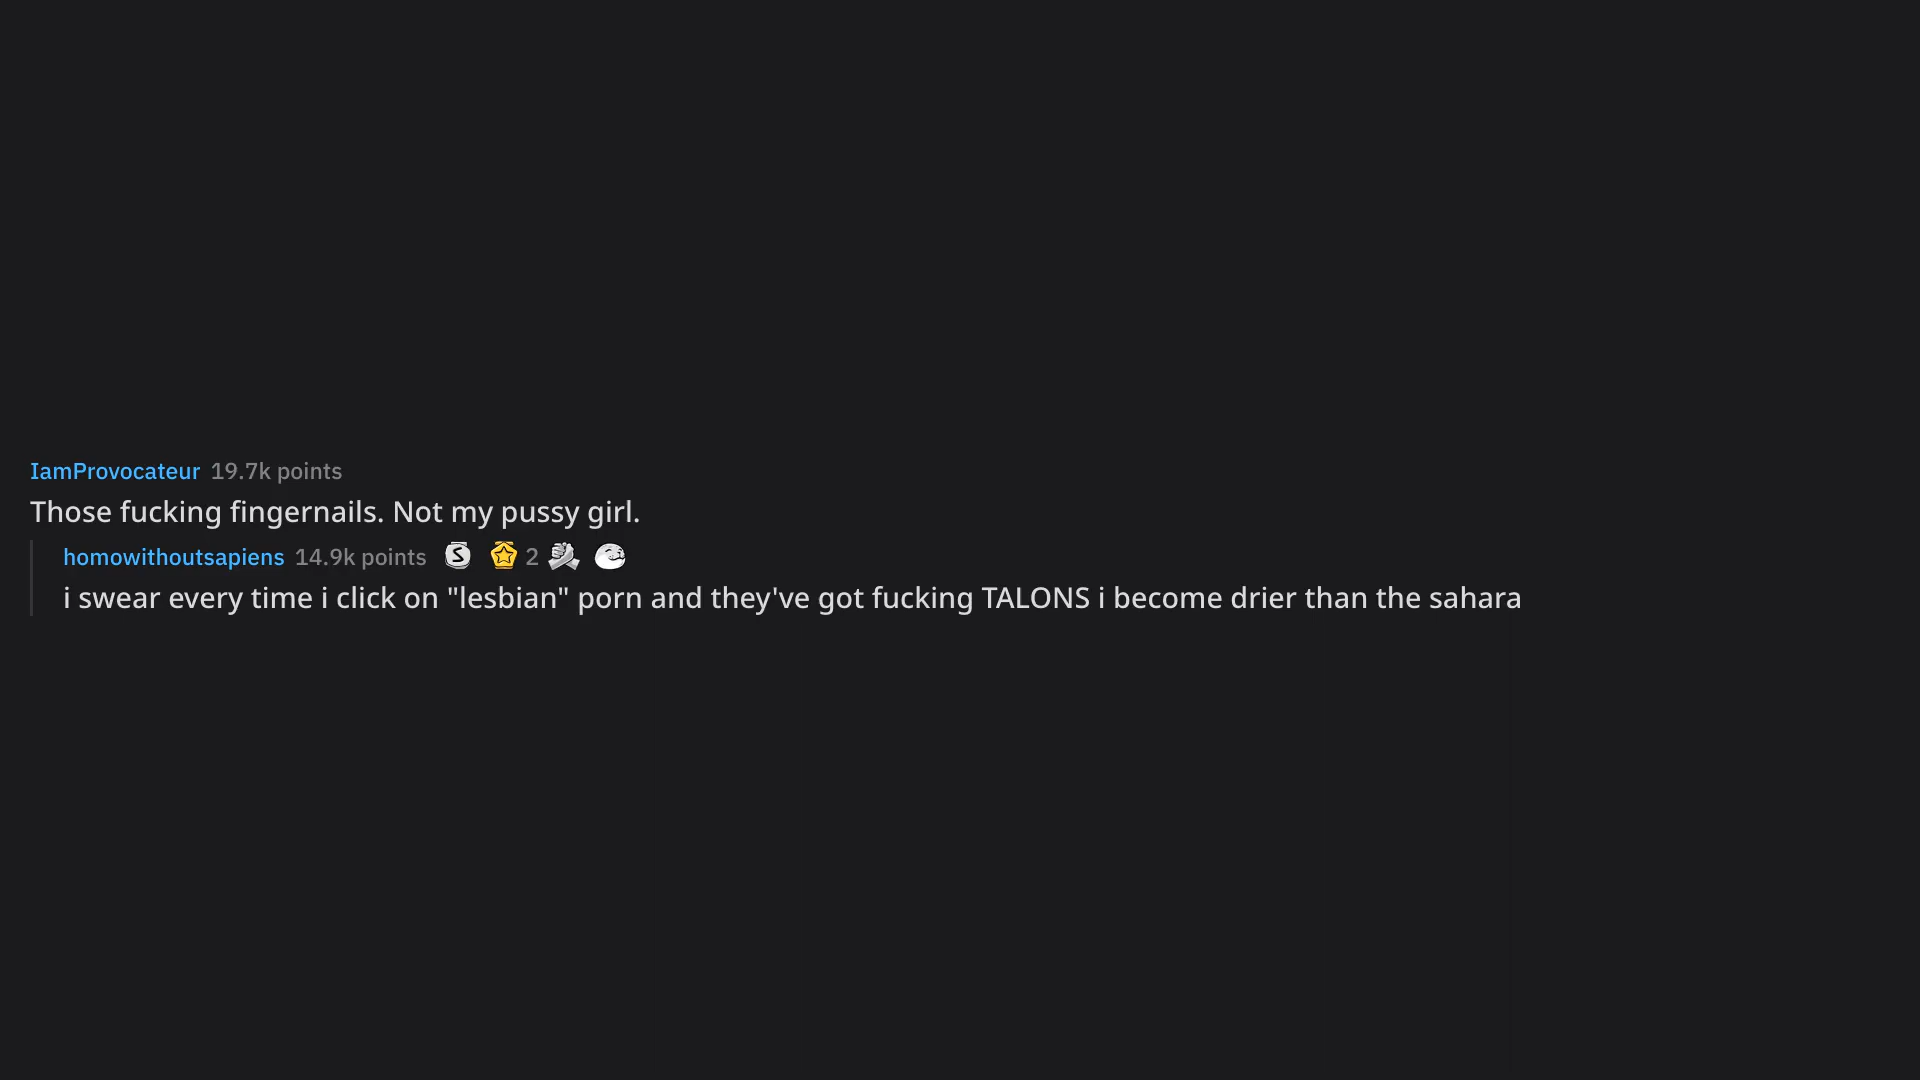 IamProvocateur 19.7k points
Those fucking fingernails. Not my pussy girl.
homowithoutsapiens 14.9k points S 2
i swear every time i click on "lesbian" porn and they've got fucking TALONS i become drier than the sahara